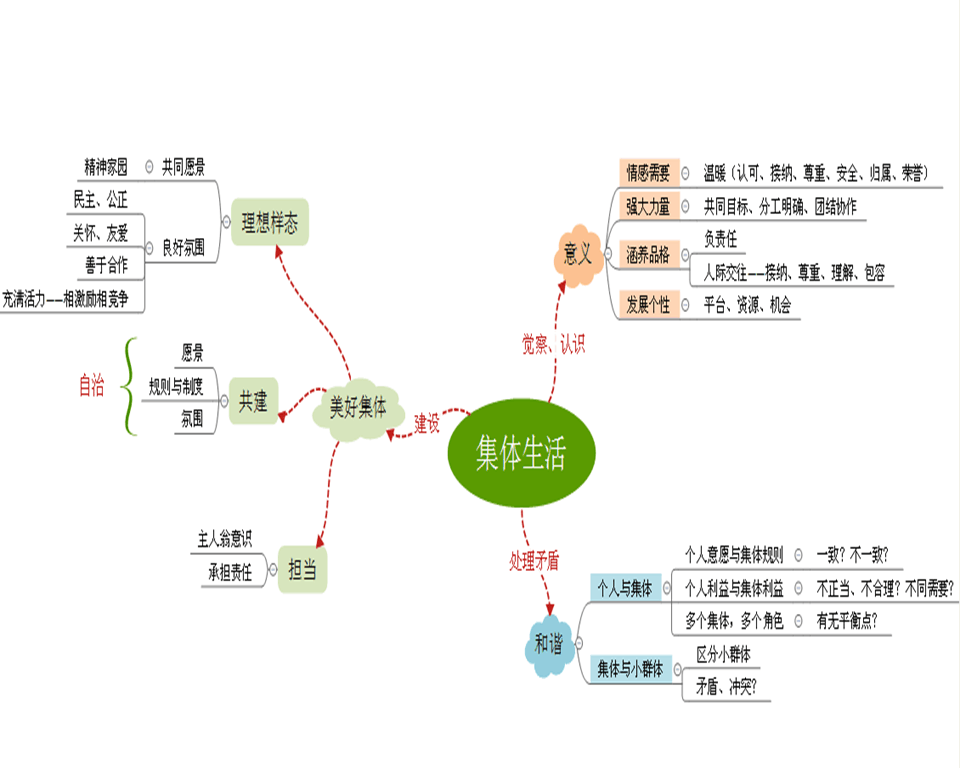 集体生活
觉察、认识
意义
情感需要
温暖（认可、接纳、尊重、安全、归属、荣誉）
强大力量
共同目标、分工明确、团结协作
涵养品格
负责任
人际交往——接纳、尊重、理解、包容
发展个性
平台、资源、机会
建设
美好集体
理想样态
共同愿景
精神家园
良好氛围
民主、公正
关怀、友爱
善于合作
充满活力——相激励相竞争
共建
愿景
规则与制度
氛围
自治
担当
主人翁意识
承担责任
处理矛盾
和谐
个人与集体
个人意愿与集体规则
一致？不一致？
个人利益与集体利益
不正当、不合理？不同需要？
多个集体，多个角色
有无平衡点？
集体与小群体
区分小群体
矛盾、冲突？